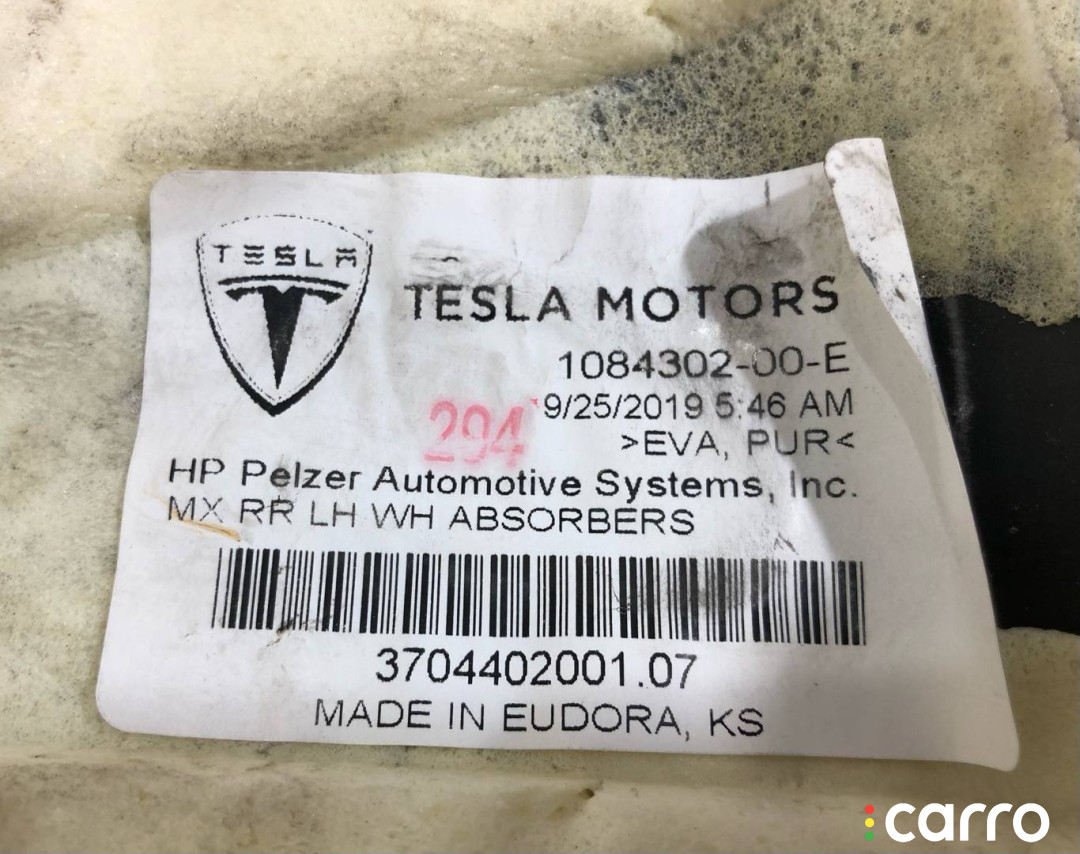 TESLA
TESLA MOTORS
1084302-00-E
9/25/2019 5:46 AM
294
>EVA, PUR<
HP Pelzer Automotive Systems, Inc.
MX RR LH WH ABSORBERS
3704402001.07
MADE IN EUDORA, KS
carro